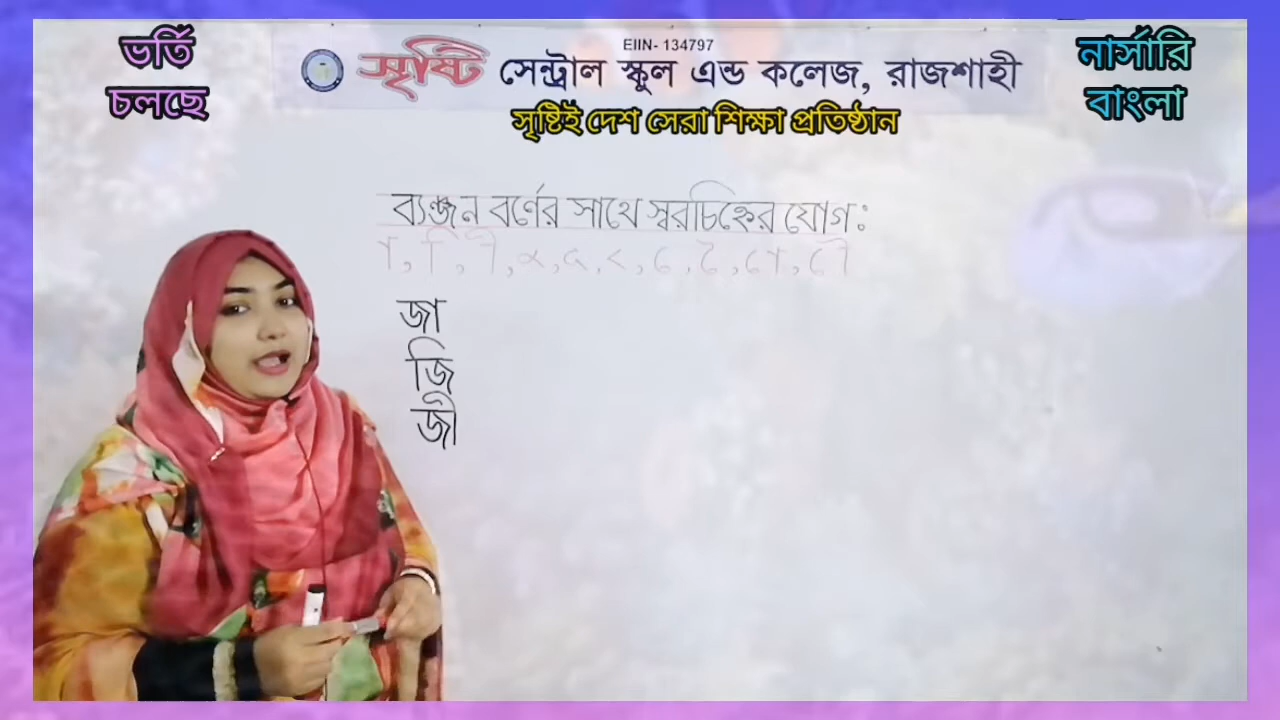 ভর্তি
চলছে
EIIN- 134797
সৃষ্টি সেন্ট্রাল স্কুল এন্ড কলেজ, রাজশাহী
সৃষ্টিই দেশ সেরা শিক্ষা প্রতিষ্ঠান
নার্সারি
বাংলা
ব্যঞ্জন বর্ণের সাথে স্বরচিহ্নের যোগ:
া, ি, ী, ু, ূ, ৃ, ে, ৈ, ো, ৌ
জা
জি
জী